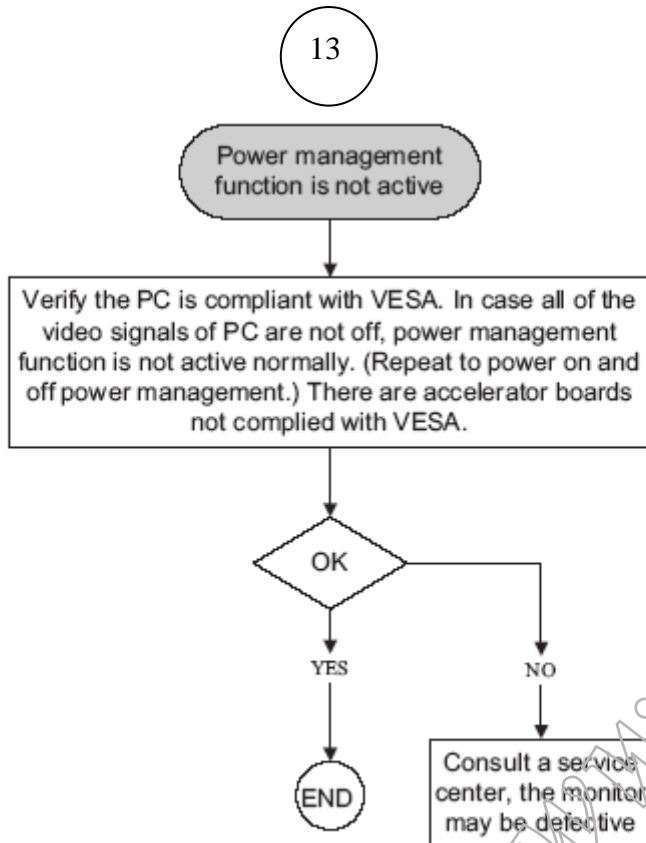 13
Power management
function is not active
Verify the PC is compliant with VESA. In case all of the
video signals of PC are not off, power management
function is not active normally. (Repeat to power on and
off power management.) There are accelerator boards
not complied with VESA.
OK
YES
NO
END
Consult a service
center, the monitor
may be defective